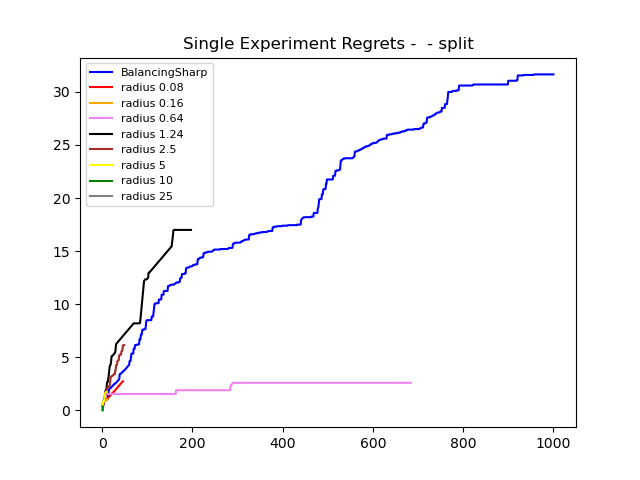 Single Experiment Regrets -  - split
BalancingSharp
radius 0.08
radius 0.16
radius 0.64
radius 1.24
radius 2.5
radius 5
radius 10
radius 25
30
25
20
15
10
5
0
0 200 400 600 800 1000